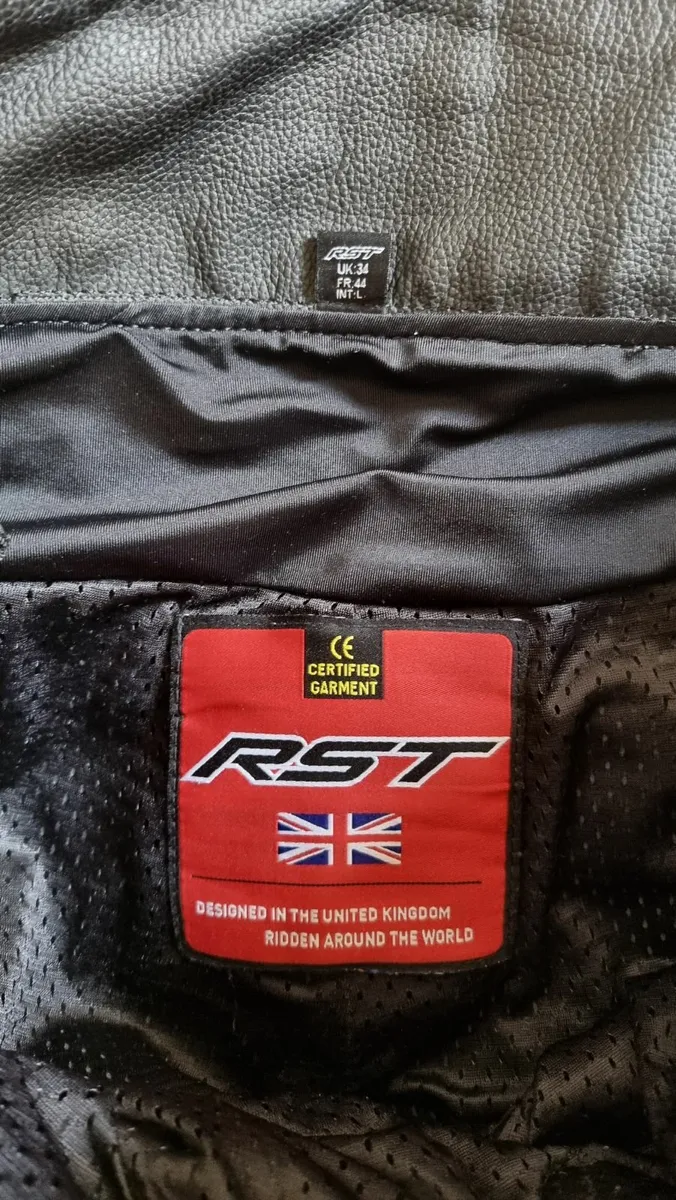 RST
UK:34
FR:44
INT:L
CE
CERTIFIED
GARMENT
RST
DESIGNED IN THE UNITED KINGDOM
RIDDEN AROUND THE WORLD